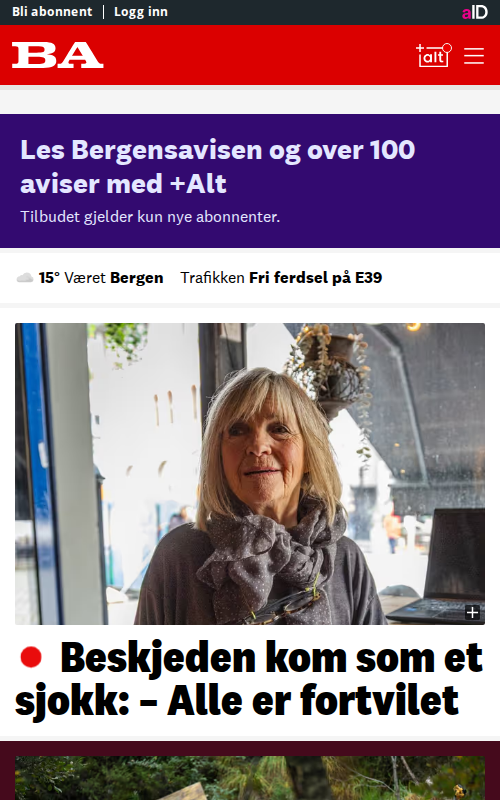 Bli abonnent | Logg inn
aID
BA
+alt
Les Bergensavisen og over 100
aviser med +Alt
Tilbudet gjelder kun nye abonnenter.
15° Været Bergen Trafikken Fri ferdsel på E39
Beskjeden kom som et
sjokk: – Alle er fortvilet